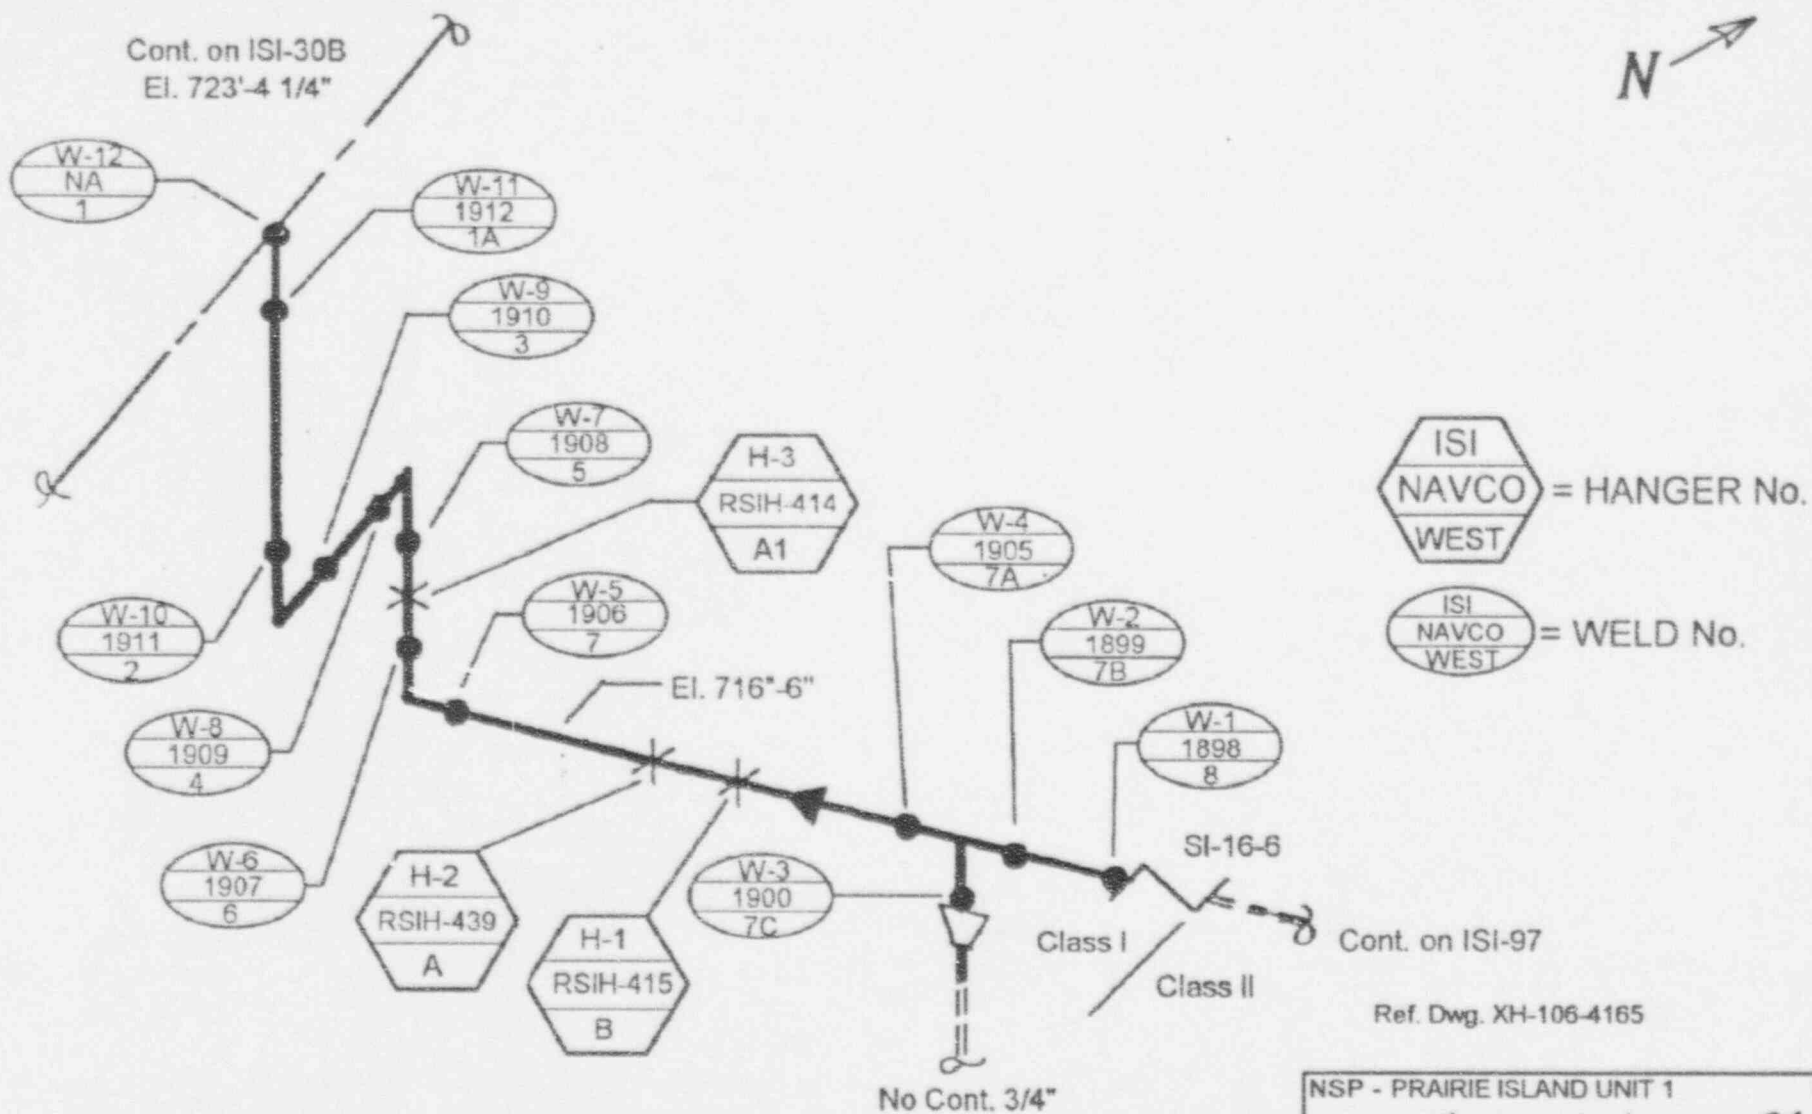 Cont. on ISI-30B
El. 723'-4 1/4"
N
W-12
NA
1
W-11
1912
1A
W-9
1910
3
W-7
1908
5
H-3
RSIH-414
A1
ISI
NAVCO
WEST
= HANGER No.
W-4
1905
7A
W-10
1911
2
W-5
1906
7
W-2
1899
7B
ISI
NAVCO
WEST
= WELD No.
El. 716"-6"
W-8
1909
4
W-1
1898
8
W-6
1907
6
H-2
RSIH-439
A
H-1
RSIH-415
B
W-3
1900
7C
SI-16-6
Class I
Class II
Cont. on ISI-97
Ref. Dwg. XH-106-4165
No Cont. 3/4"
NSP - PRAIRIE ISLAND UNIT 1